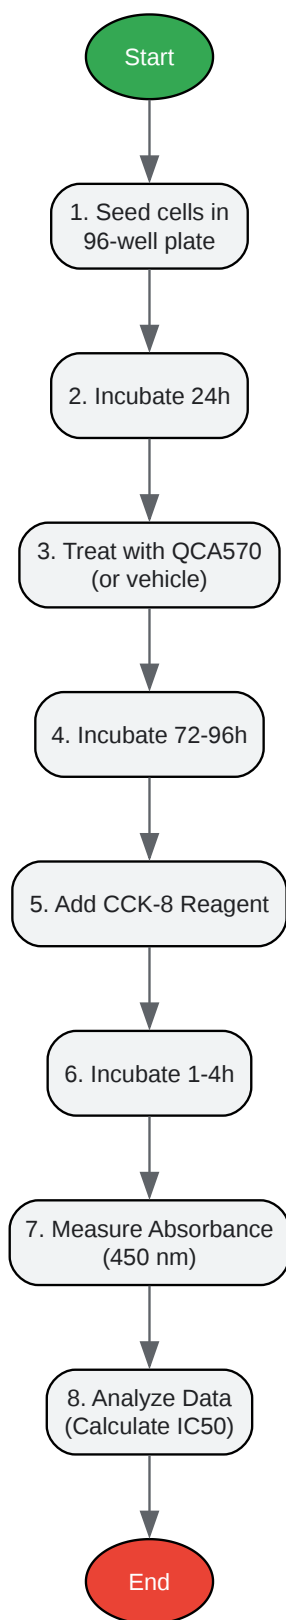 Start
1. Seed cells in
96-well plate
2. Incubate 24h
3. Treat with QCA570
(or vehicle)
4. Incubate 72-96h
5. Add CCK-8 Reagent
6. Incubate 1-4h
7. Measure Absorbance
(450 nm)
8. Analyze Data
(Calculate IC50)
End